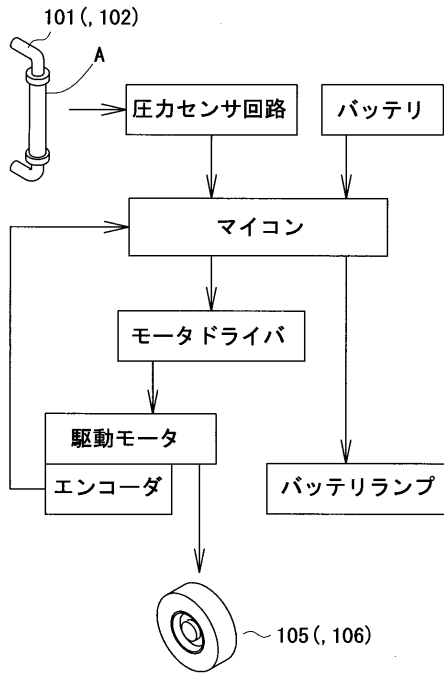 101(, 102)
A
圧力センサ回路
バッテリ
マイコン
モータドライバ
駆動モータ
エンコーダ
バッテリランプ
105(, 106)